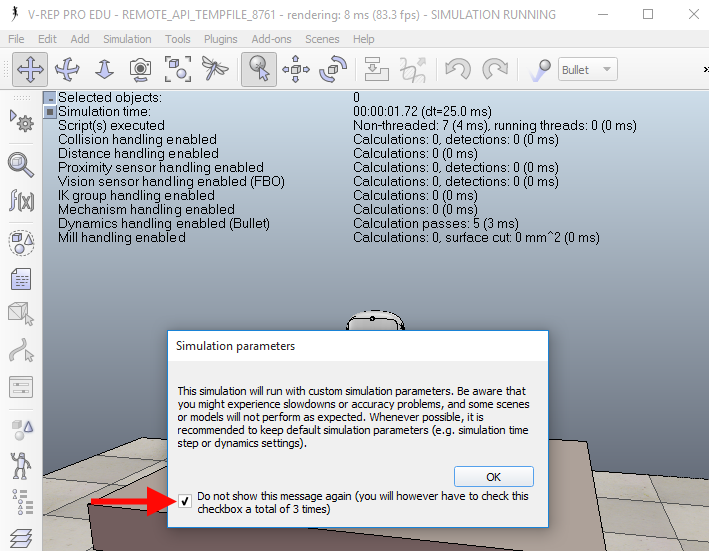 V-REP PRO EDU - REMOTE_API_TEMPFILE_8761 - rendering: 8 ms (83.3 fps) - SIMULATION RUNNING
File Edit Add Simulation Tools Plugins Add-ons Scenes Help
Bullet
»
Selected objects: 0
Simulation time: 00:00:01.72 (dt=25.0 ms)
Script(s) executed Non-threaded: 7 (4 ms), running threads: 0 (0 ms)
Collision handling enabled Calculations: 0, detections: 0 (0 ms)
Distance handling enabled Calculations: 0 (0 ms)
Proximity sensor handling enabled Calculations: 0, detections: 0 (0 ms)
Vision sensor handling enabled (FBO) Calculations: 0, detections: 0 (0 ms)
IK group handling enabled Calculations: 0 (0 ms)
Mechanism handling enabled Calculations: 0 (0 ms)
Dynamics handling enabled (Bullet) Calculation passes: 5 (3 ms)
Mill handling enabled Calculations: 0, surface cut: 0 mm^2 (0 ms)
f(x)
Simulation parameters
This simulation will run with custom simulation parameters. Be aware that
you might experience slowdowns or accuracy problems, and some scenes
or models will not perform as expected. Whenever possible, it is
recommended to keep default simulation parameters (e.g. simulation time
step or dynamics settings).
OK
Do not show this message again (you will however have to check this
checkbox a total of 3 times)